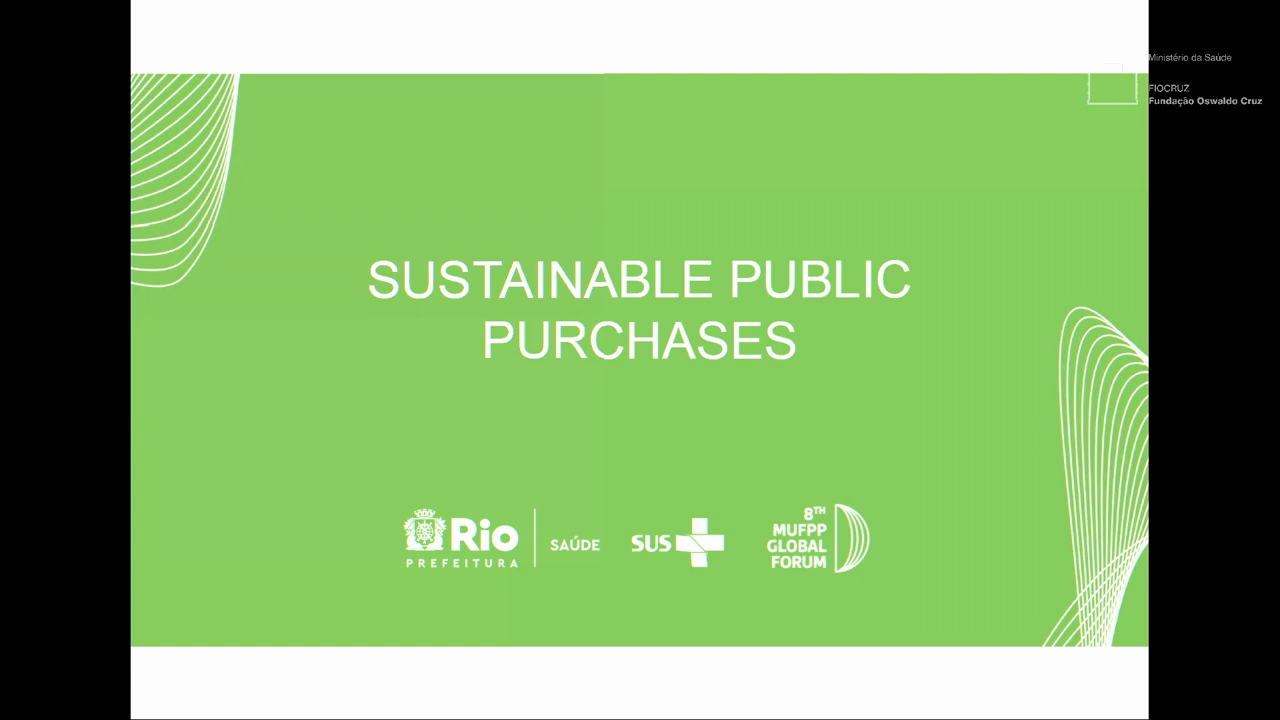 Ministério da Saúde
FIOCRUZ
Fundação Oswaldo Cruz
SUSTAINABLE PUBLIC
PURCHASES
Rio
PREFEITURA
SAÚDE
SUS
8TH
MUFPP
GLOBAL
FORUM